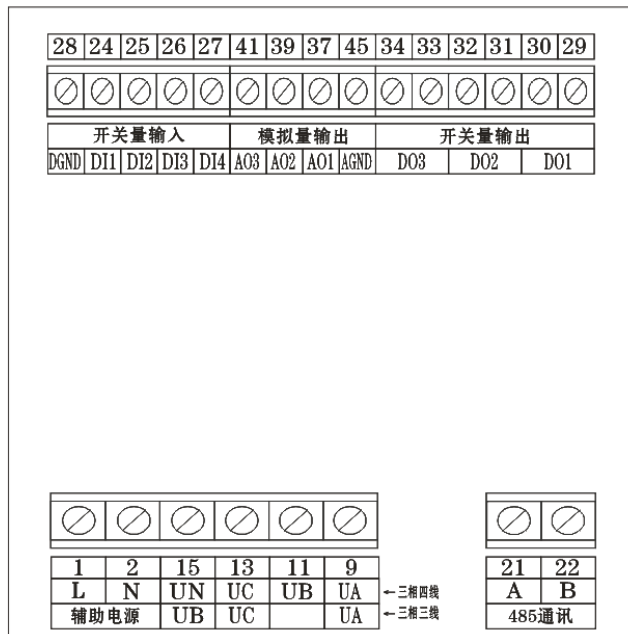 28 24 25 26 27 41 39 37 45 34 33 32 31 30 29
开关量输入 模拟量输出 开关量输出
DGND DI1 DI2 DI3 DI4 AO3 AO2 AO1 AGND DO3 DO2 DO1
1 2 15 13 11 9 21 22
L N UN UC UB UA ←三相四线 A B
辅助电源 UB UC UA ←三相三线 485通讯